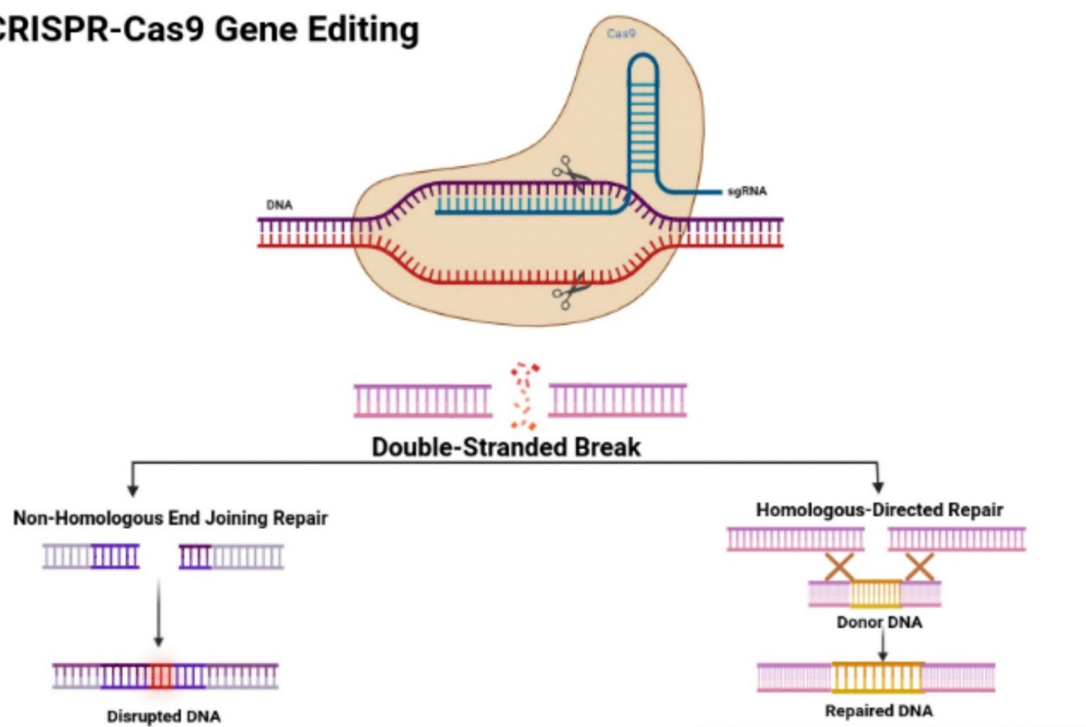 CRISPR-Cas9 Gene Editing
Cas9
DNA
sgRNA
Double-Stranded Break
Non-Homologous End Joining Repair
Homologous-Directed Repair
Donor DNA
Disrupted DNA
Repaired DNA